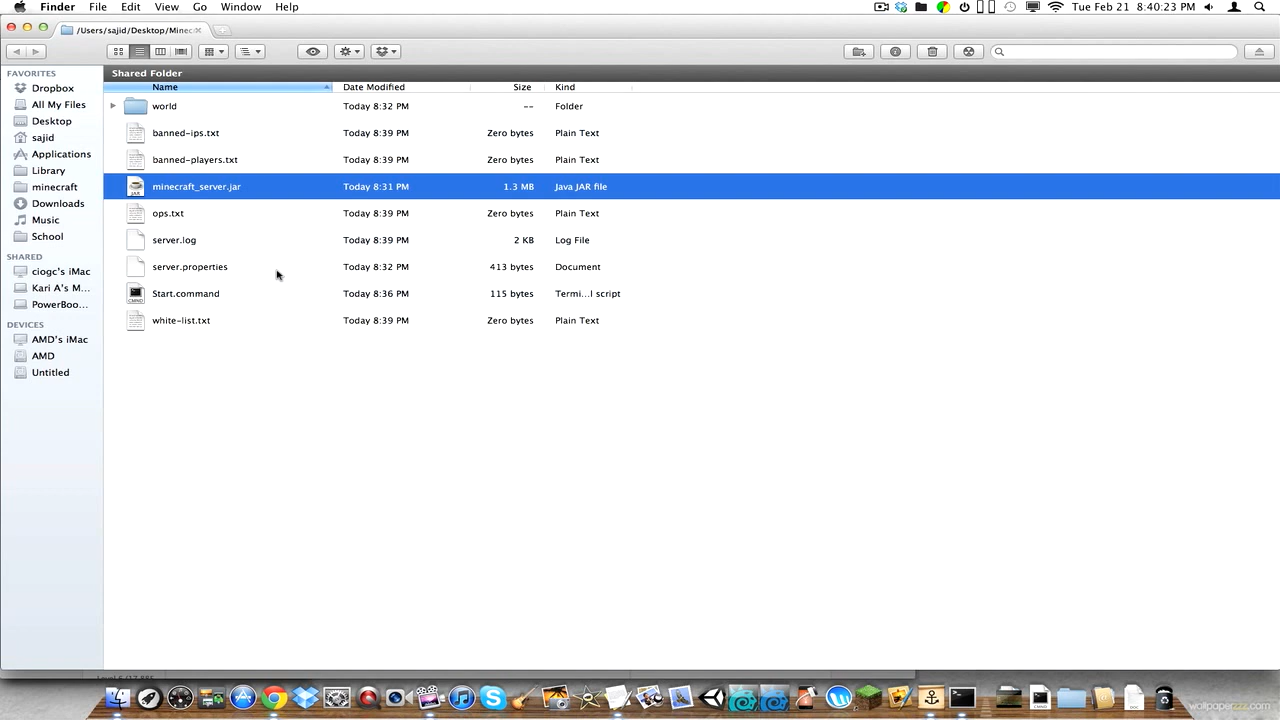 Finder File Edit View Go Window Help Tue Feb 21 8:40:23 PM
/Users/sajid/Desktop/Minec
FAVORITES
Dropbox
All My Files
Desktop
sajid
Applications
Library
minecraft
Downloads
Music
School
SHARED
ciogc's iMac
Kari A's M...
PowerBoo...
DEVICES
AMD's iMac
AMD
Untitled
Shared Folder
Name Date Modified Size Kind
world Today 8:32 PM -- Folder
banned-ips.txt Today 8:39 PM Zero bytes Plain Text
banned-players.txt Today 8:39 PM Zero bytes Plain Text
minecraft_server.jar Today 8:31 PM 1.3 MB Java JAR file
ops.txt Today 8:39 PM Zero bytes Plain Text
server.log Today 8:39 PM 2 KB Log File
server.properties Today 8:32 PM 413 bytes Document
Start.command Today 8:36 PM 115 bytes Termi...l script
white-list.txt Today 8:39 PM Zero bytes Plain Text
wallpaperzzz.com